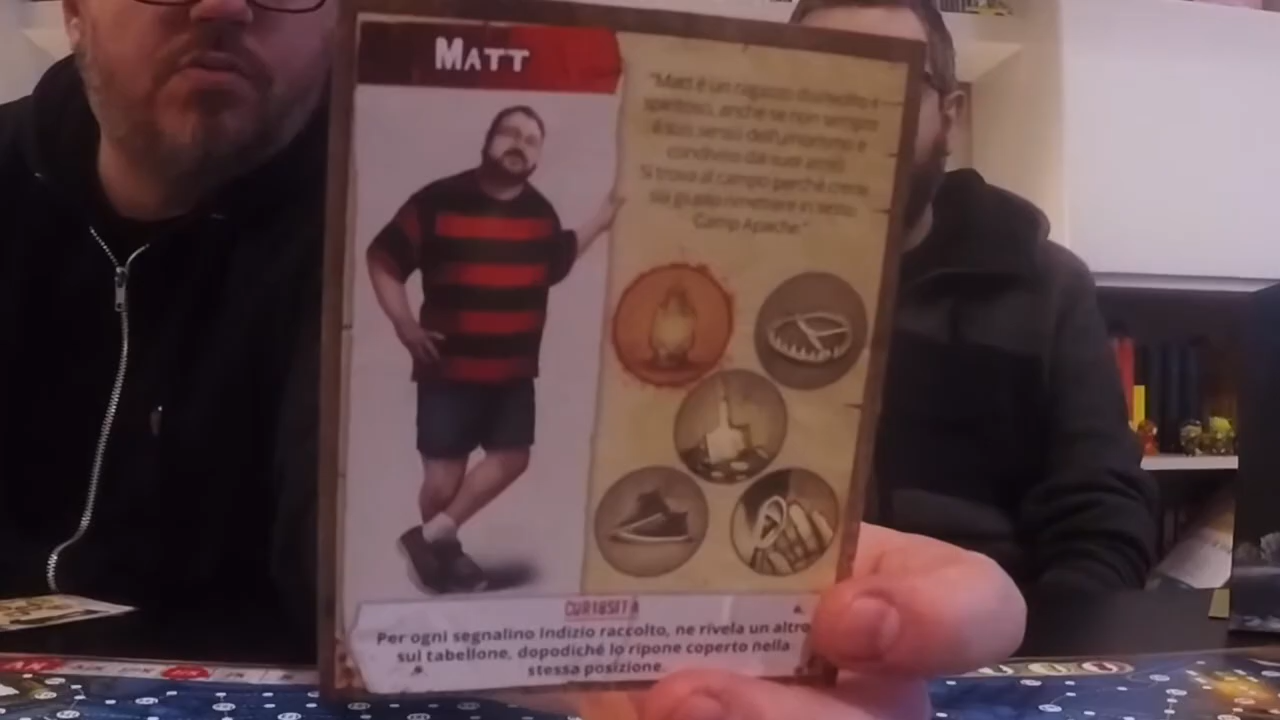 MATT
"Matt è un ragazzo disinvolto e
spiritoso, anche se non sempre
il suo senso dell'umorismo è
condiviso dai suoi amici.
Si trova al campo perché crede
sia giusto rimettere in sesto
Camp Apache."
CURIOSITÀ
Per ogni segnalino Indizio raccolto, ne rivela un altro
sul tabellone, dopodiché lo ripone coperto nella
stessa posizione.